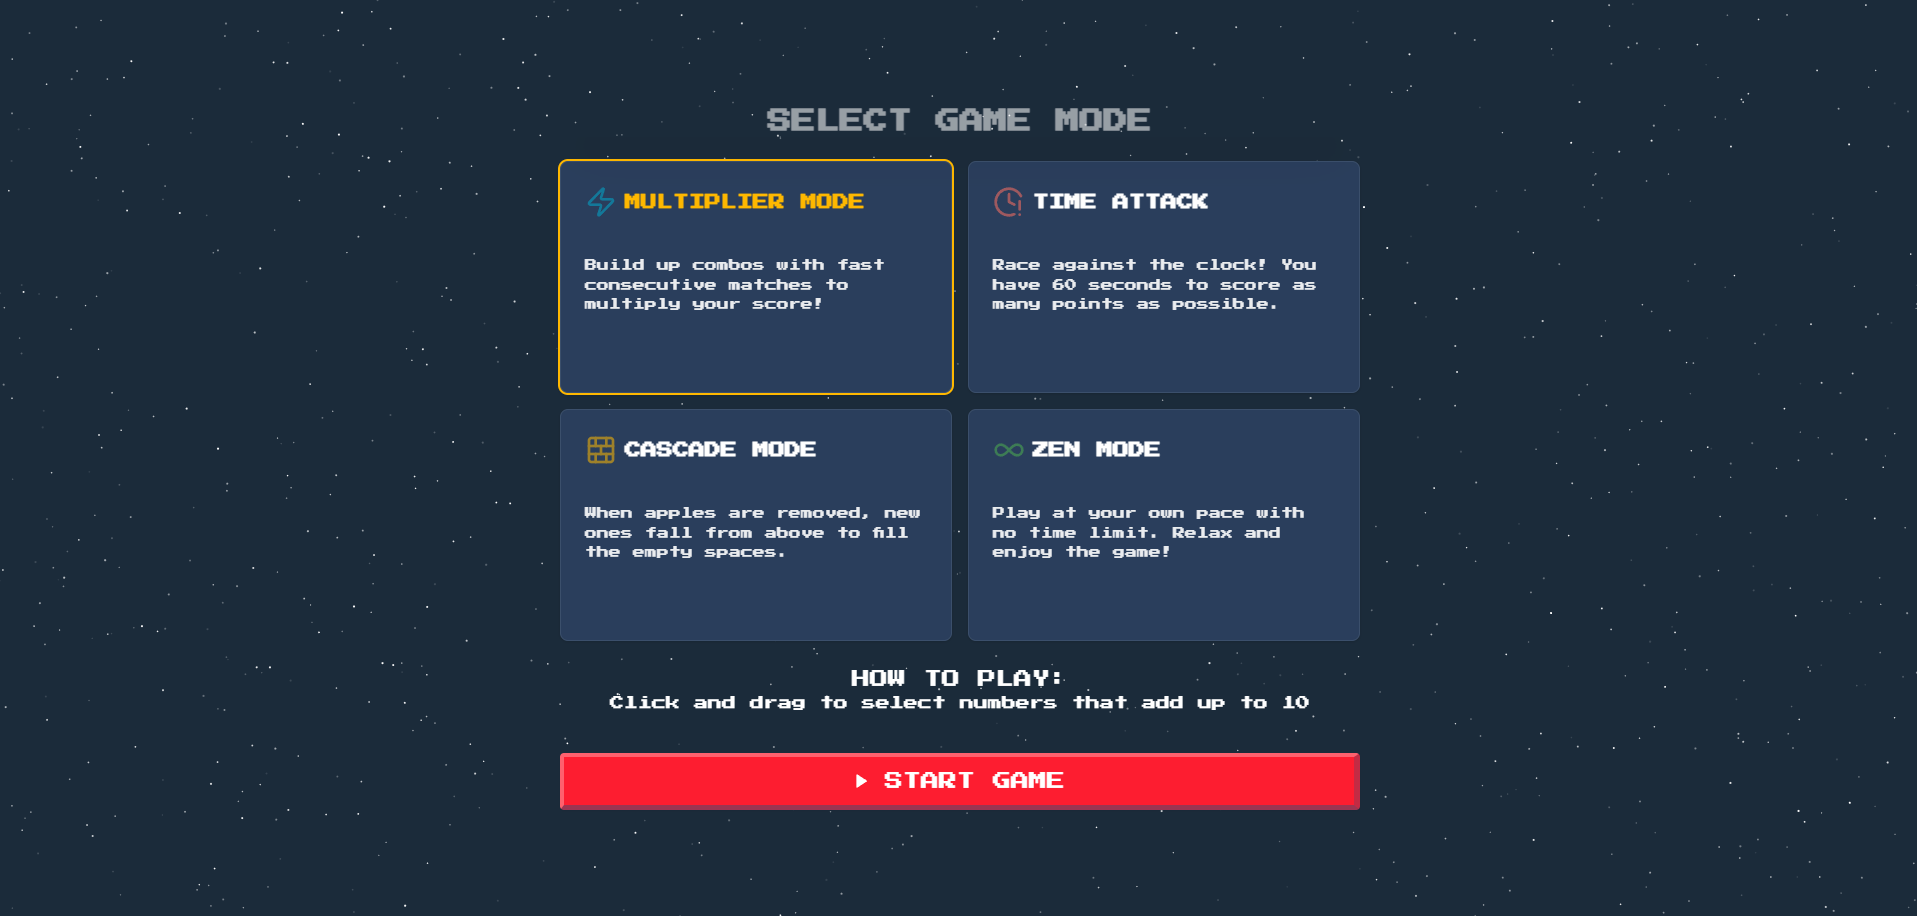 SELECT GAME MODE
MULTIPLIER MODE
Build up combos with fast
consecutive matches to
multiply your score!
TIME ATTACK
Race against the clock! You
have 60 seconds to score as
many points as possible.
CASCADE MODE
When apples are removed, new
ones fall from above to fill
the empty spaces.
ZEN MODE
Play at your own pace with
no time limit. Relax and
enjoy the game!
HOW TO PLAY:
Click and drag to select numbers that add up to 10
START GAME